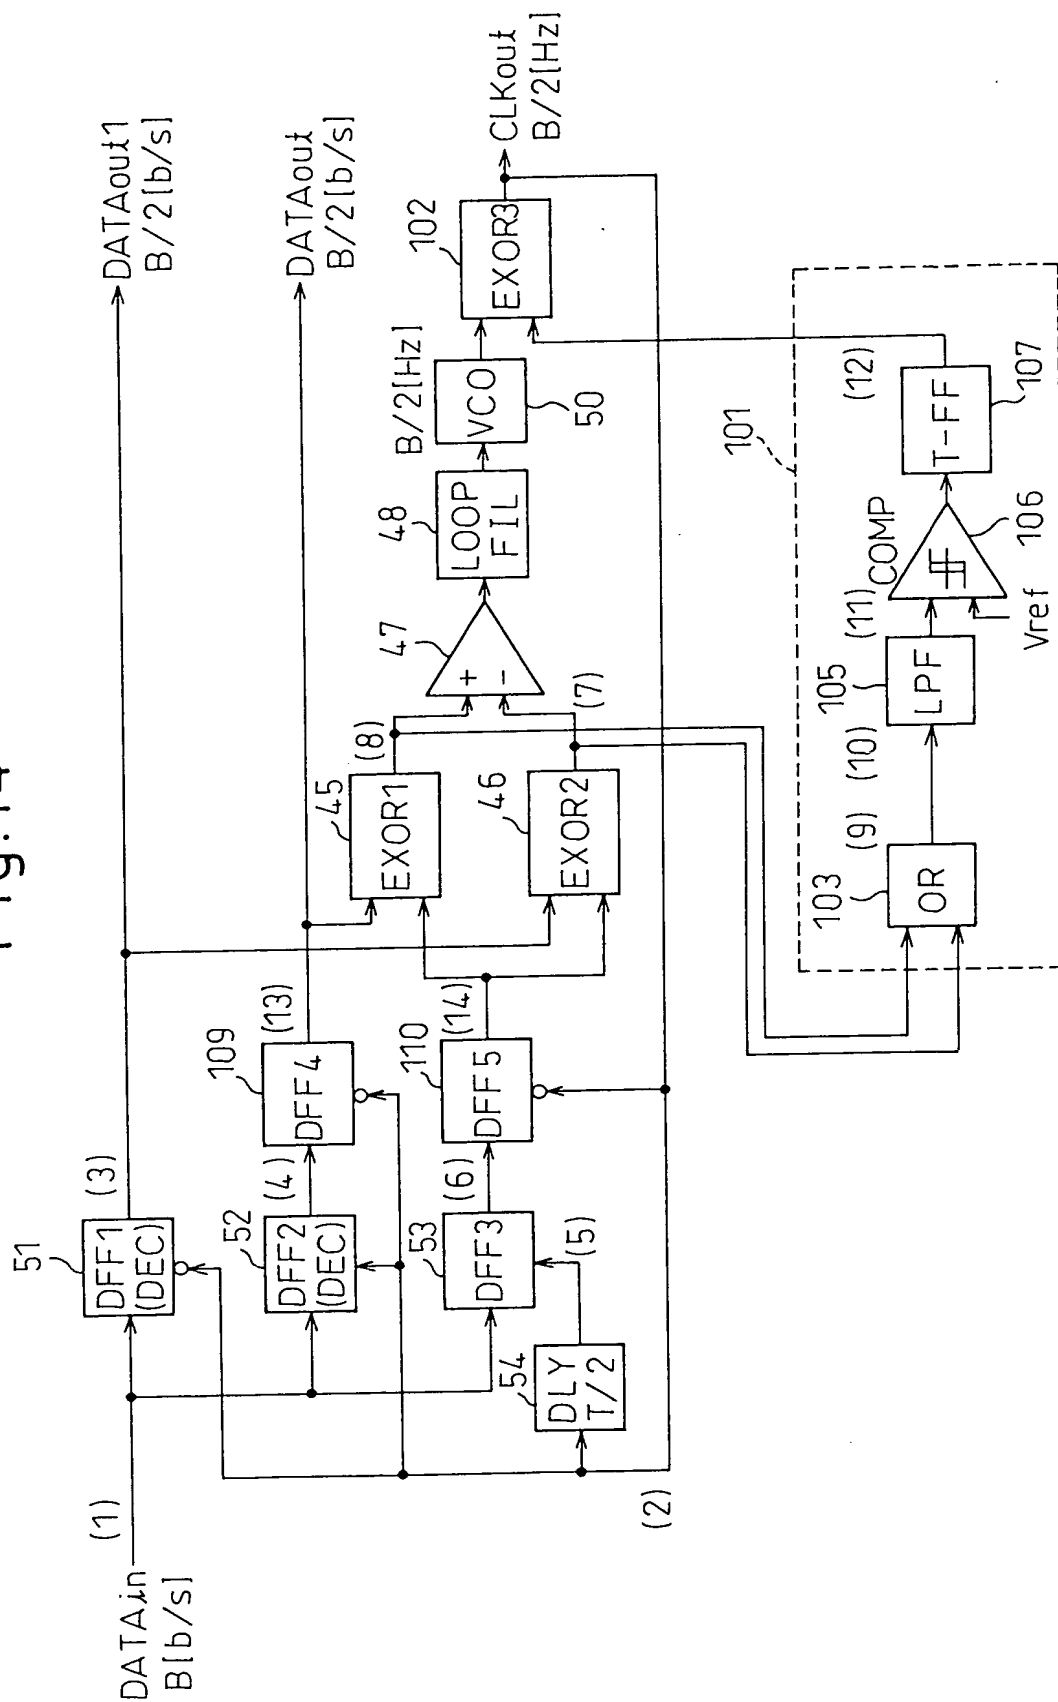 Fig.14
DATAin
B[b/s]
(1)
51
DFF1
(DEC)
(3)
DATAout1
B/2[b/s]
52
DFF2
(DEC)
(4)
109
DFF4
(13)
DATAout
B/2[b/s]
53
DFF3
(5)
(6)
110
DFF5
(14)
54
DLY
T/2
(2)
45
EXOR1
(8)
46
EXOR2
(7)
47
+
-
48
LOOP
FIL
B/2[Hz]
VCO
50
102
EXOR3
CLKout
B/2[Hz]
101
103
OR
(9)
(10)
105
LPF
(11)
COMP
Vref
106
T-FF
107
(12)